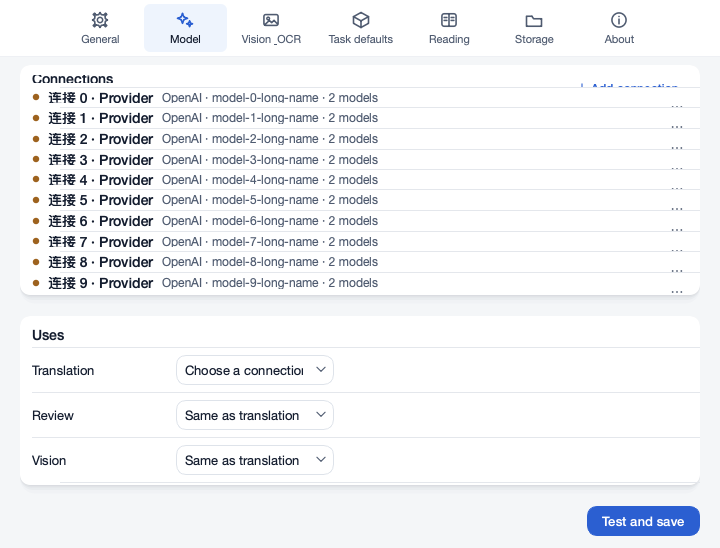 General
Model
Vision_OCR
Task defaults
Reading
Storage
About
Connections
Add connection
连接 0 · Provider OpenAI · model-0-long-name · 2 models ...
连接 1 · Provider OpenAI · model-1-long-name · 2 models ...
连接 2 · Provider OpenAI · model-2-long-name · 2 models ...
连接 3 · Provider OpenAI · model-3-long-name · 2 models ...
连接 4 · Provider OpenAI · model-4-long-name · 2 models ...
连接 5 · Provider OpenAI · model-5-long-name · 2 models ...
连接 6 · Provider OpenAI · model-6-long-name · 2 models ...
连接 7 · Provider OpenAI · model-7-long-name · 2 models ...
连接 8 · Provider OpenAI · model-8-long-name · 2 models ...
连接 9 · Provider OpenAI · model-9-long-name · 2 models ...
Uses
Translation Choose a connection
Review Same as translation
Vision Same as translation
Test and save